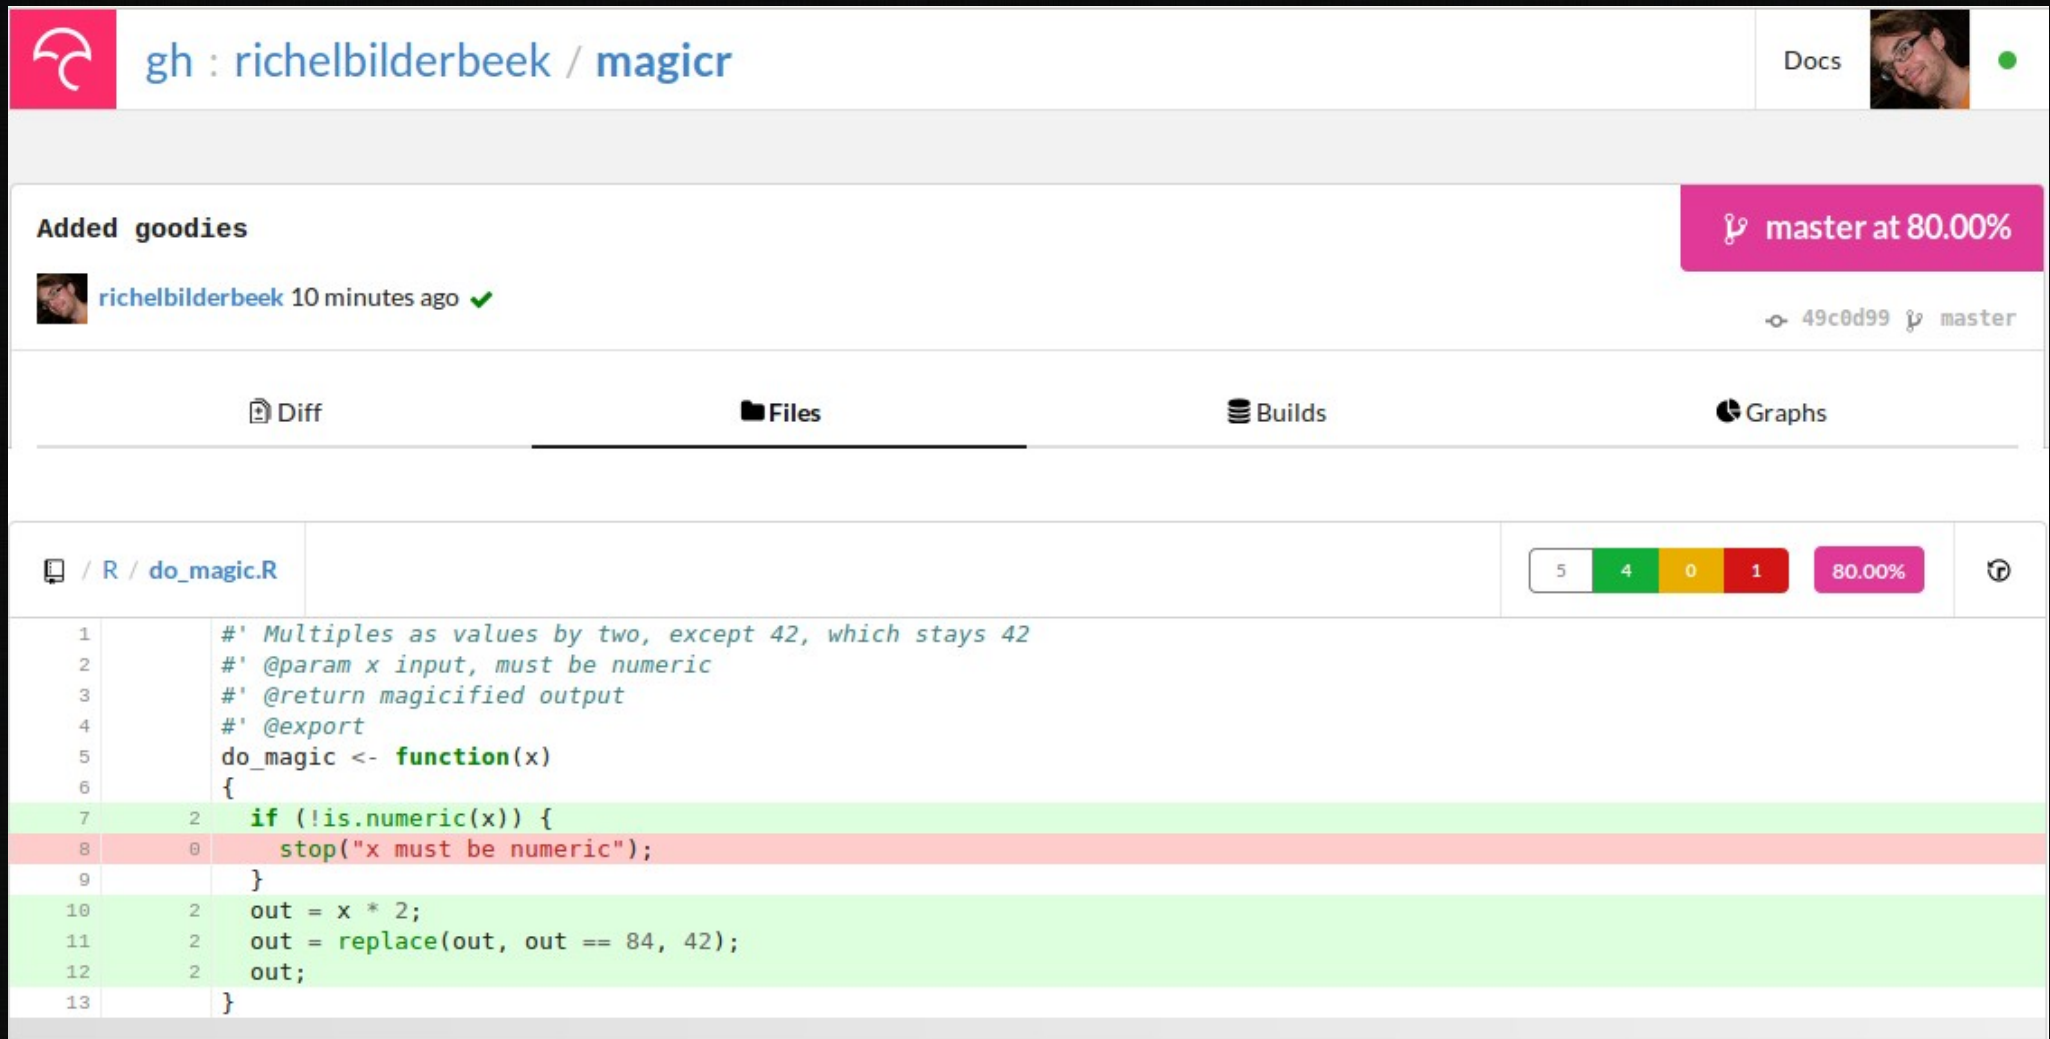 gh : richelbilderbeek / magicr Docs
Added goodies
master at 80.00%
richelbilderbeek 10 minutes ago
49c0d99 master
Diff Files Builds Graphs
/ R / do_magic.R 5 4 0 1 80.00%
1 #' Multiples as values by two, except 42, which stays 42
2 #' @param x input, must be numeric
3 #' @return magicified output
4 #' @export
5 do_magic <- function(x)
6 {
7 2 if (!is.numeric(x)) {
8 0 stop("x must be numeric");
9 }
10 2 out = x * 2;
11 2 out = replace(out, out == 84, 42);
12 2 out;
13 }